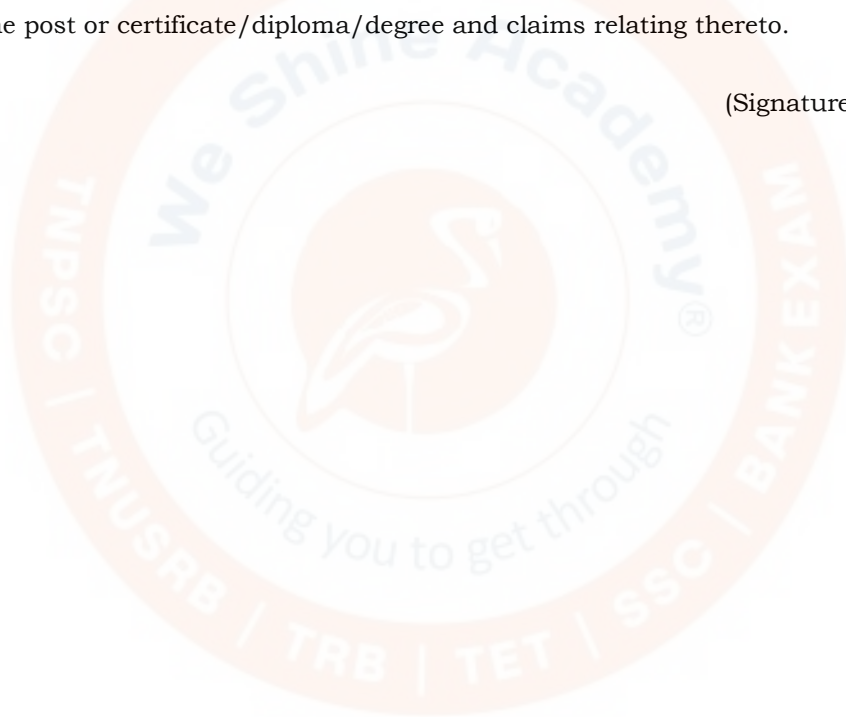 e post or certificate/diploma/degree and claims relating thereto.
(Signature
We Shine Academy®
Guiding you to get through
TNPSC | TNUSRB | TRB | TET | SSC | BANK EXAM